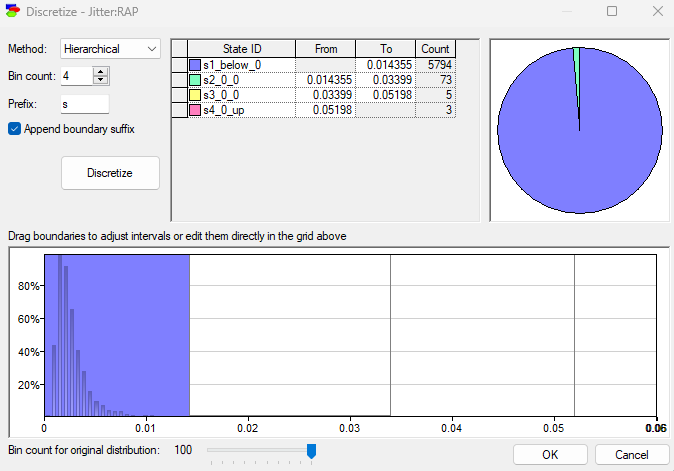 Discretize - Jitter:RAP
Method: Hierarchical
Bin count: 4
Prefix: s
Append boundary suffix
Discretize
State ID From To Count
s1_below_0 0.014355 5794
s2_0_0 0.014355 0.03399 73
s3_0_0 0.03399 0.05198 5
s4_0_up 0.05198 3
Drag boundaries to adjust intervals or edit them directly in the grid above
80%
60%
40%
20%
0 0.01 0.02 0.03 0.04 0.05 0.06
Bin count for original distribution: 100
OK Cancel